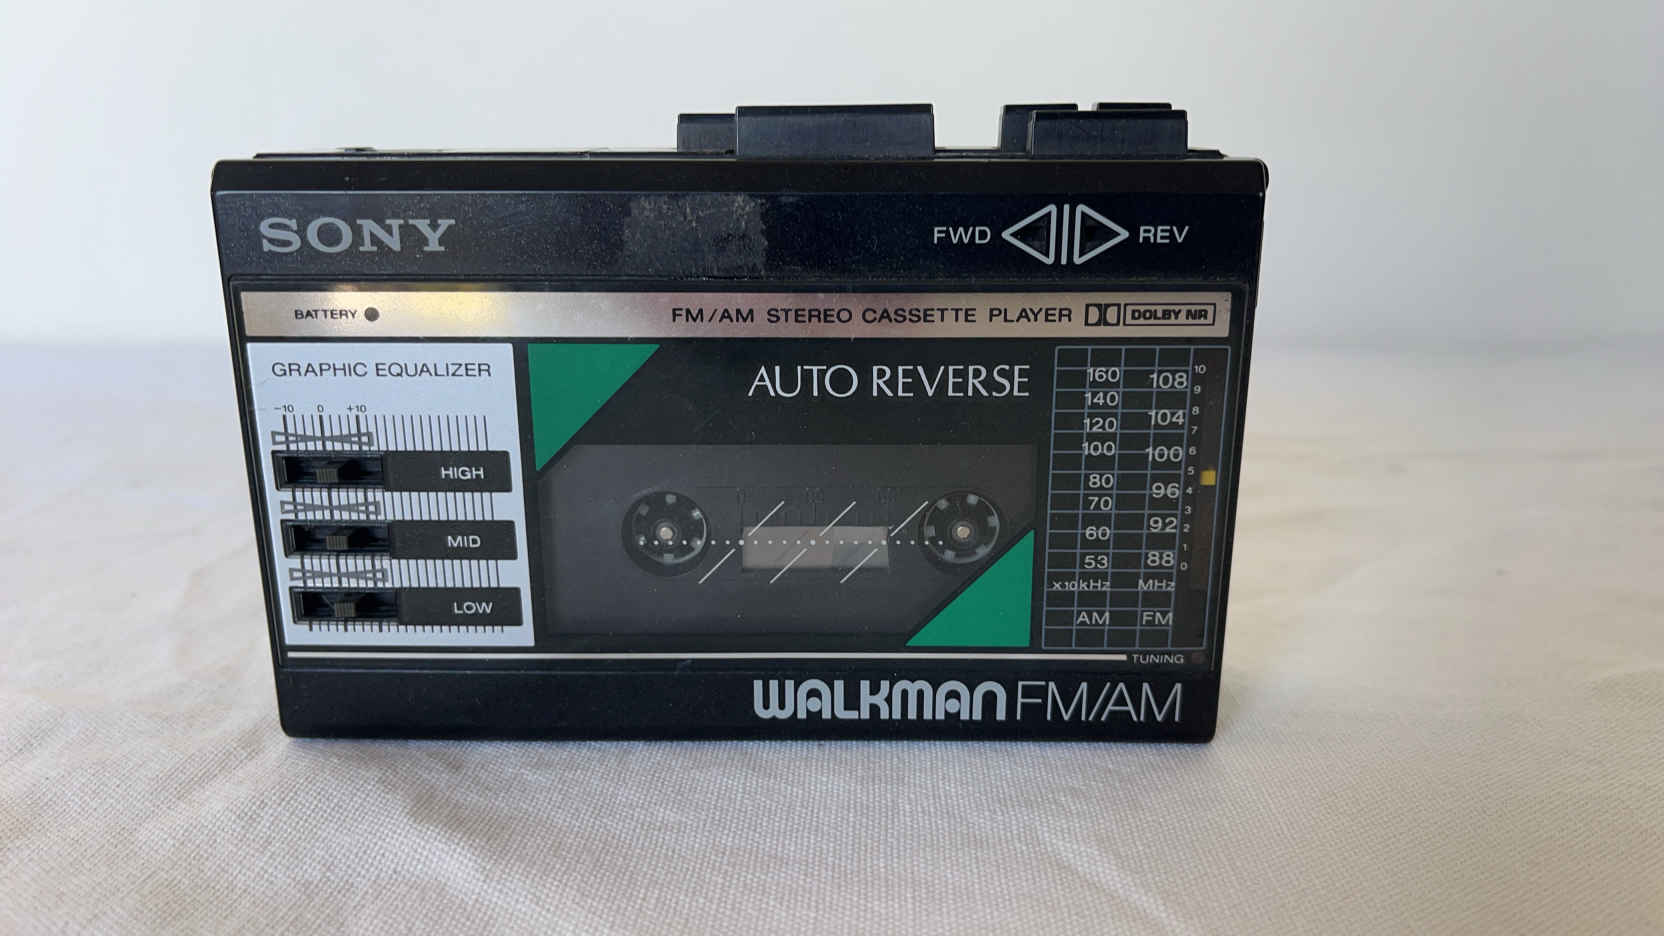 SONY
FWD REV
BATTERY
FM/AM STEREO CASSETTE PLAYER DOLBY NR
GRAPHIC EQUALIZER
-10 0 +10
HIGH
MID
LOW
AUTO REVERSE
160 108 10
9
140
8
120 104
7
100 100 6
5
80 96 4
70 3
60 92 2
1
53 88 0
x10kHz MHz
AM FM
TUNING
WALKMAN FM/AM